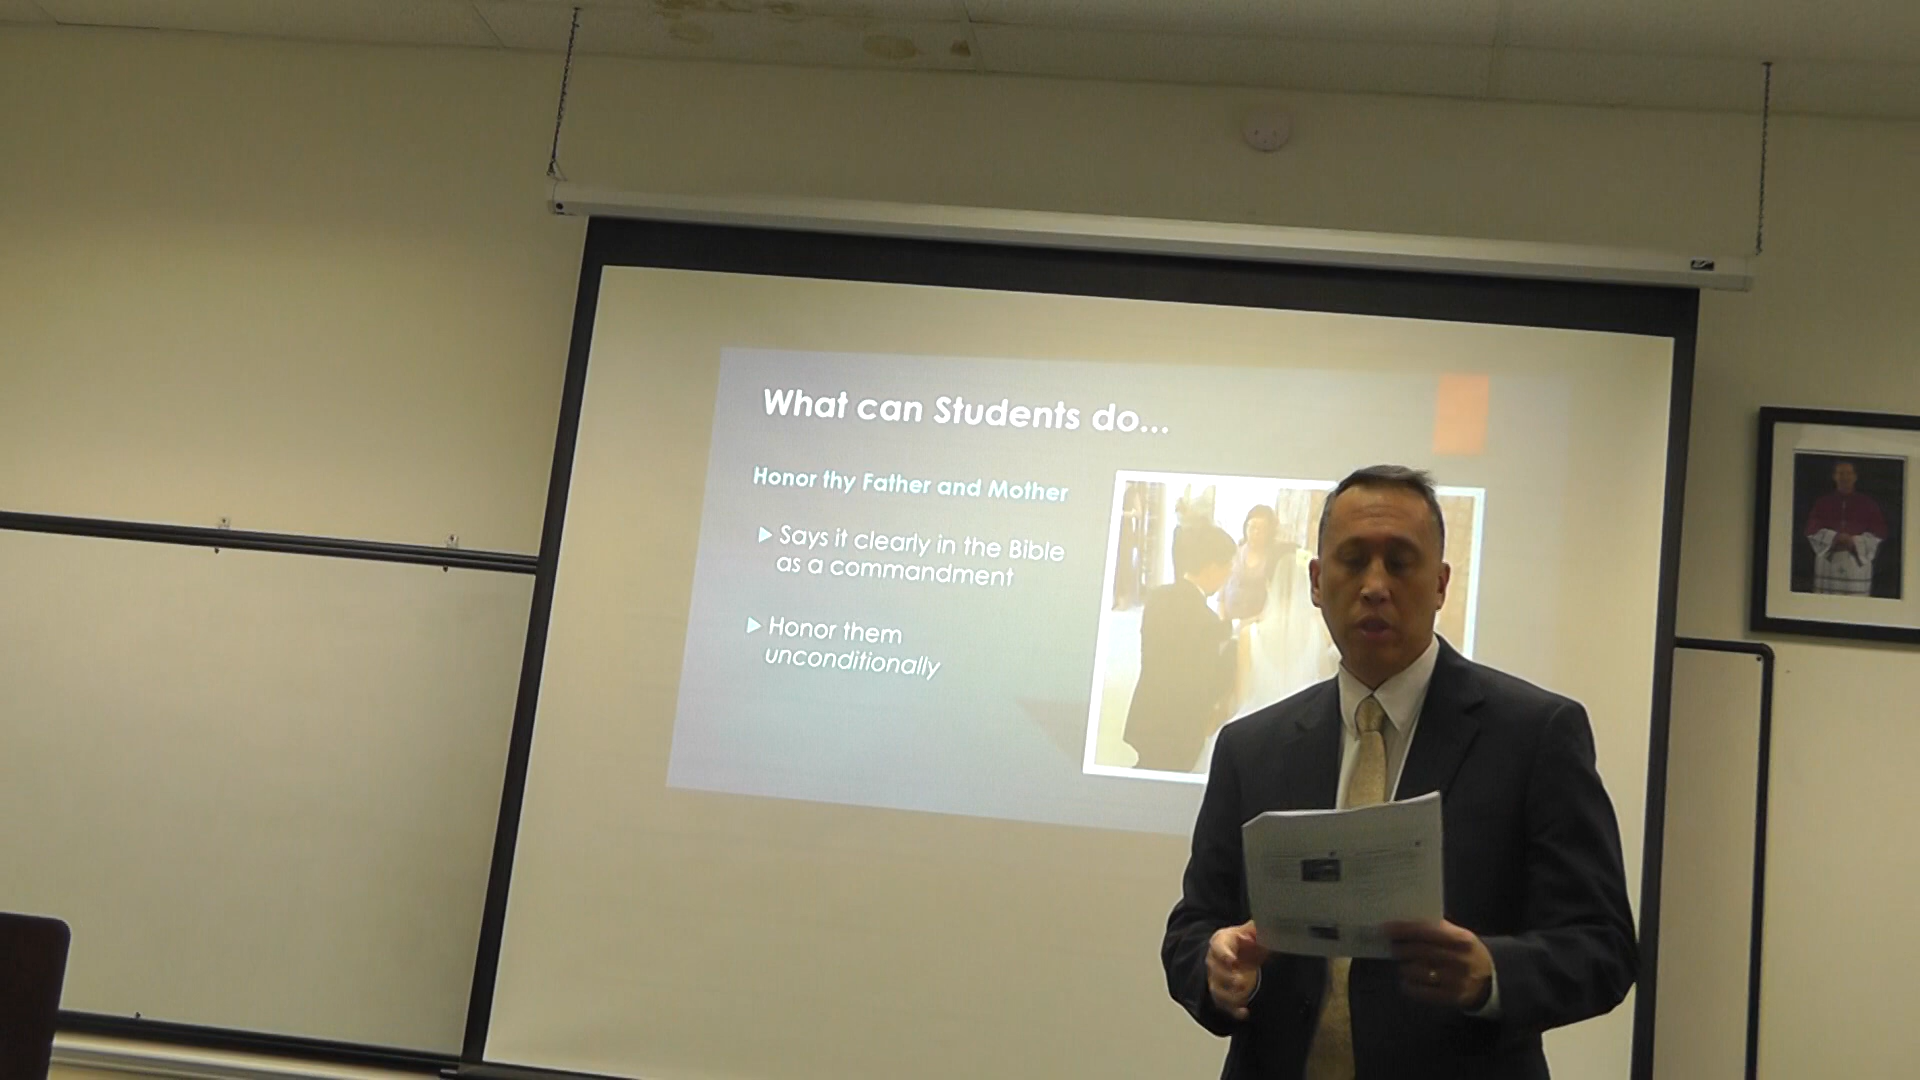 What can Students do...
Honor thy Father and Mother
Says it clearly in the Bible
as a commandment
Honor them
unconditionally